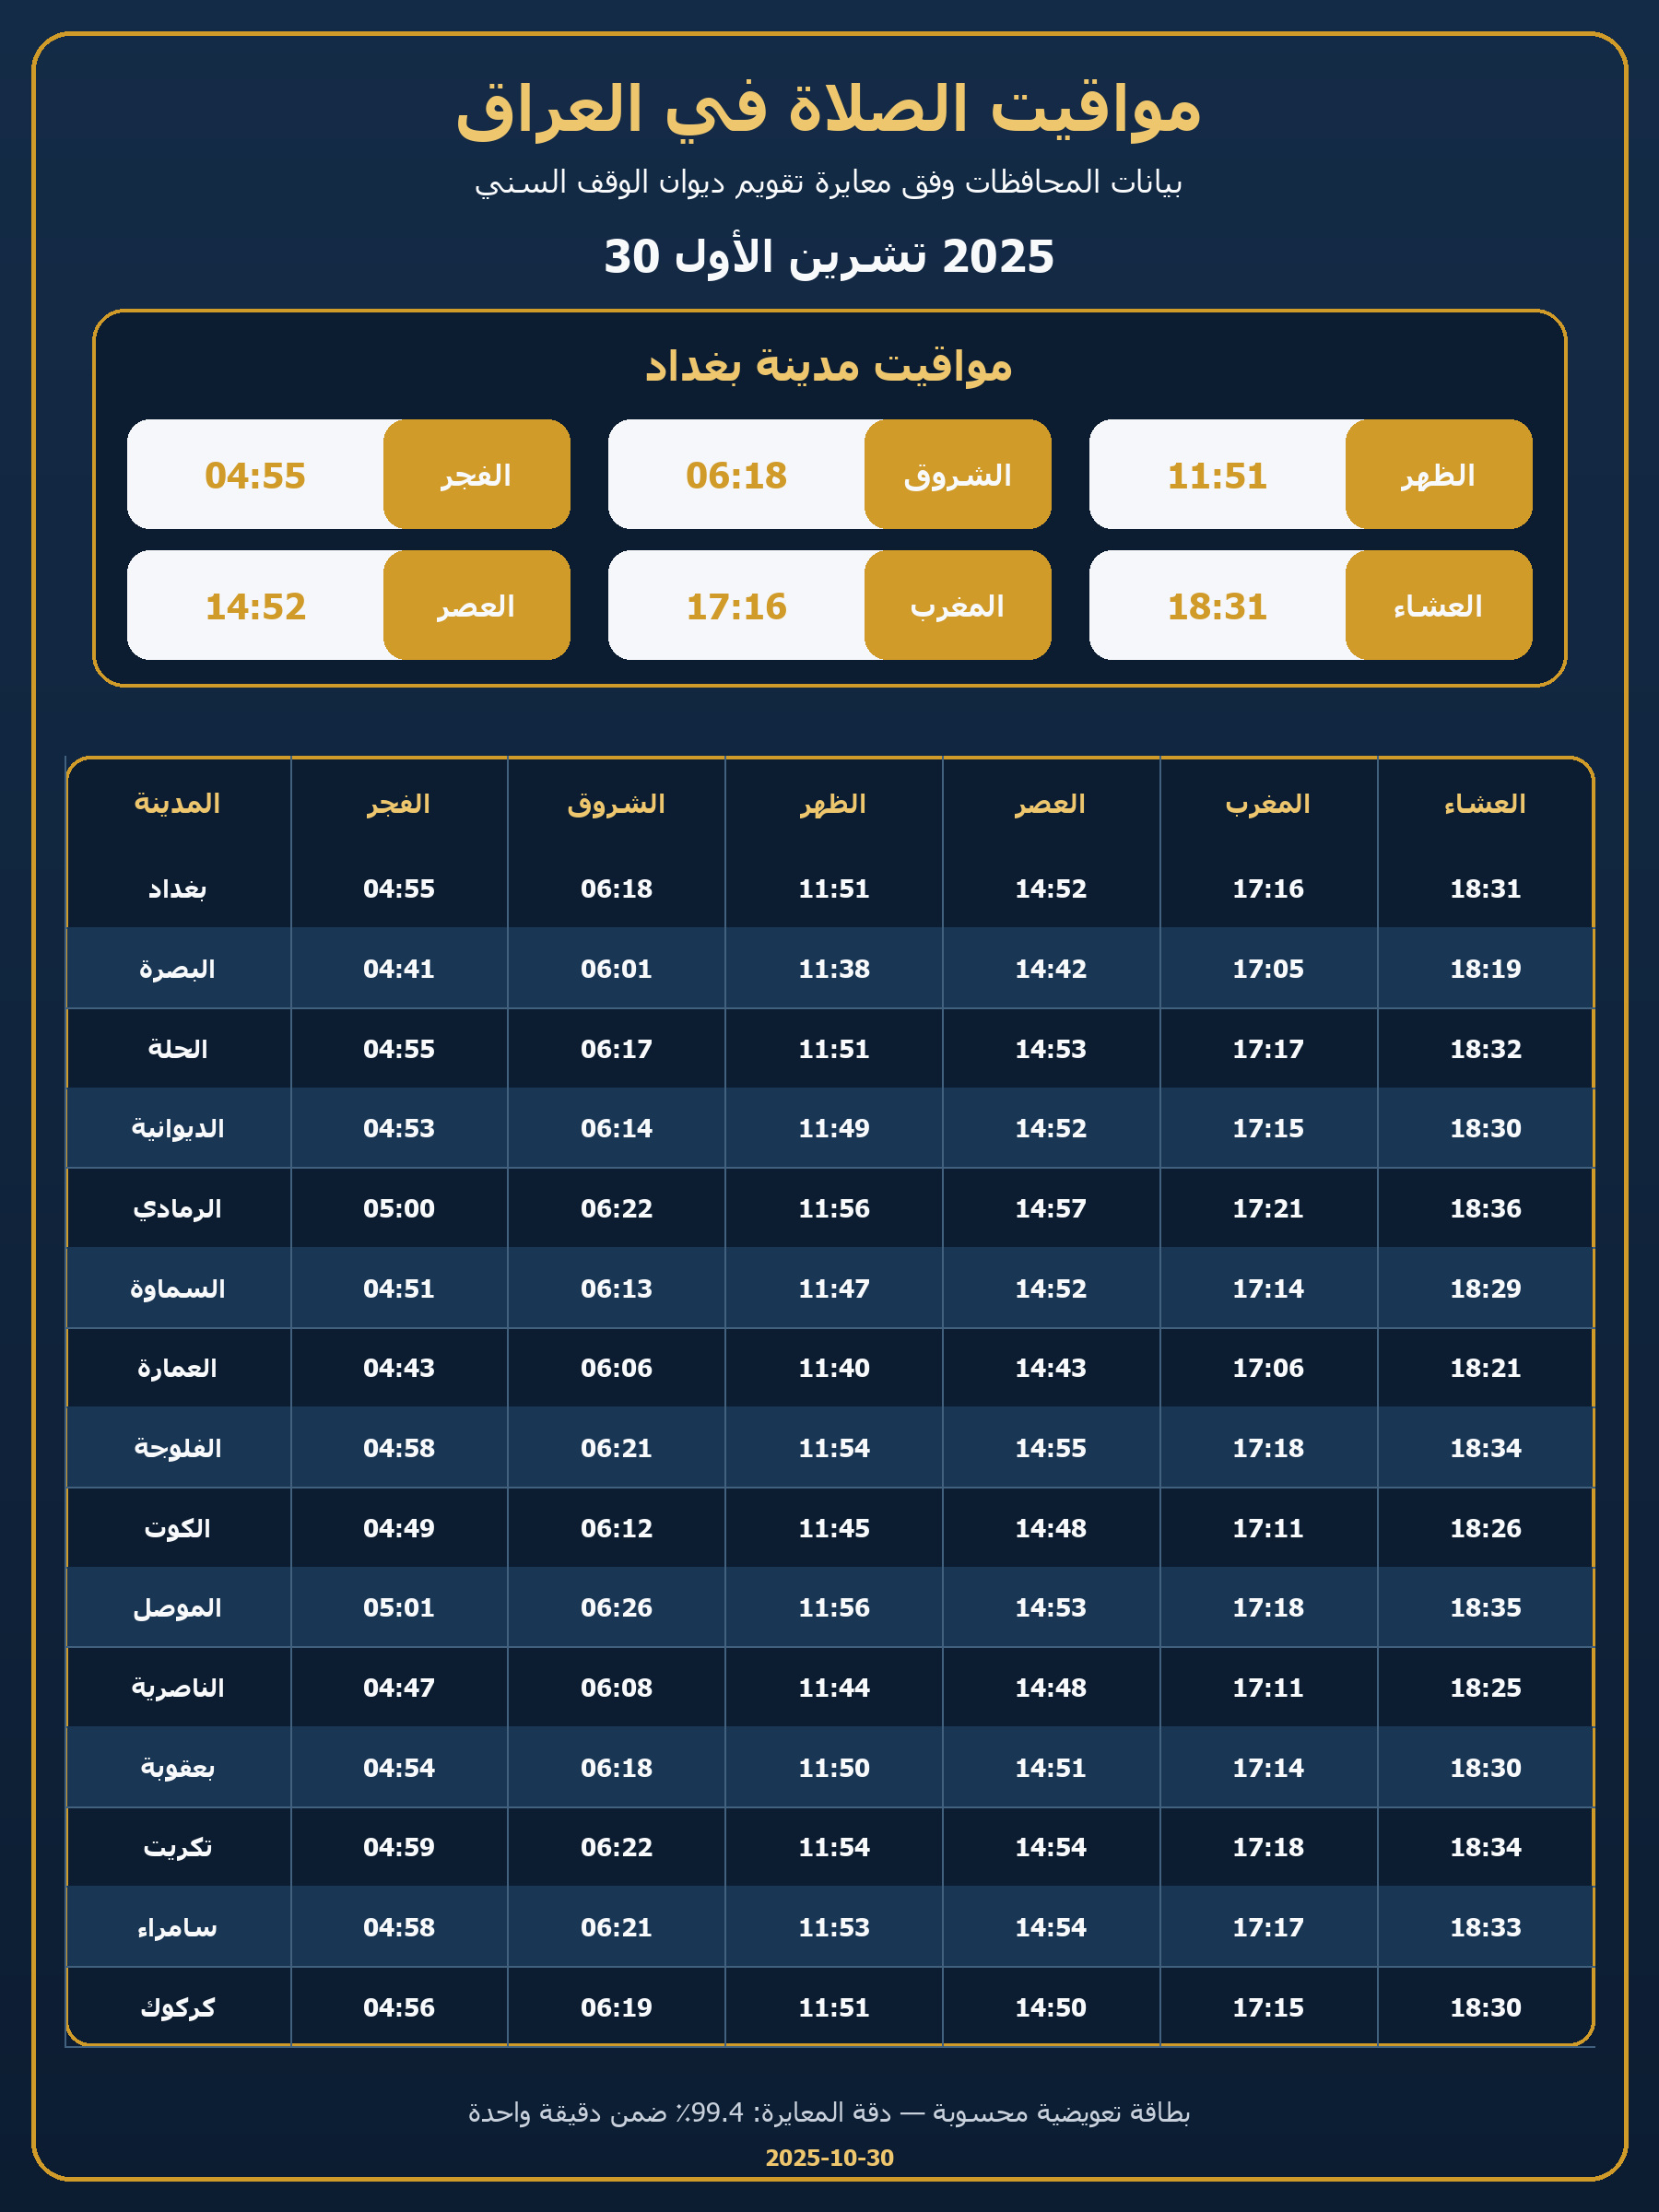 مواقيت الصلاة في العراق
بيانات المحافظات وفق معايرة تقويم ديوان الوقف السني
30 تشرين الأول 2025
مواقيت مدينة بغداد
الفجر 04:55 الشروق 06:18 الظهر 11:51
العصر 14:52 المغرب 17:16 العشاء 18:31
المدينة الفجر الشروق الظهر العصر المغرب العشاء
بغداد 04:55 06:18 11:51 14:52 17:16 18:31
البصرة 04:41 06:01 11:38 14:42 17:05 18:19
الحلة 04:55 06:17 11:51 14:53 17:17 18:32
الديوانية 04:53 06:14 11:49 14:52 17:15 18:30
الرمادي 05:00 06:22 11:56 14:57 17:21 18:36
السماوة 04:51 06:13 11:47 14:52 17:14 18:29
العمارة 04:43 06:06 11:40 14:43 17:06 18:21
الفلوجة 04:58 06:21 11:54 14:55 17:18 18:34
الكوت 04:49 06:12 11:45 14:48 17:11 18:26
الموصل 05:01 06:26 11:56 14:53 17:18 18:35
الناصرية 04:47 06:08 11:44 14:48 17:11 18:25
بعقوبة 04:54 06:18 11:50 14:51 17:14 18:30
تكريت 04:59 06:22 11:54 14:54 17:18 18:34
سامراء 04:58 06:21 11:53 14:54 17:17 18:33
كركوك 04:56 06:19 11:51 14:50 17:15 18:30
بطاقة تعويضية محسوبة — دقة المعايرة: 99.4٪ ضمن دقيقة واحدة
2025-10-30